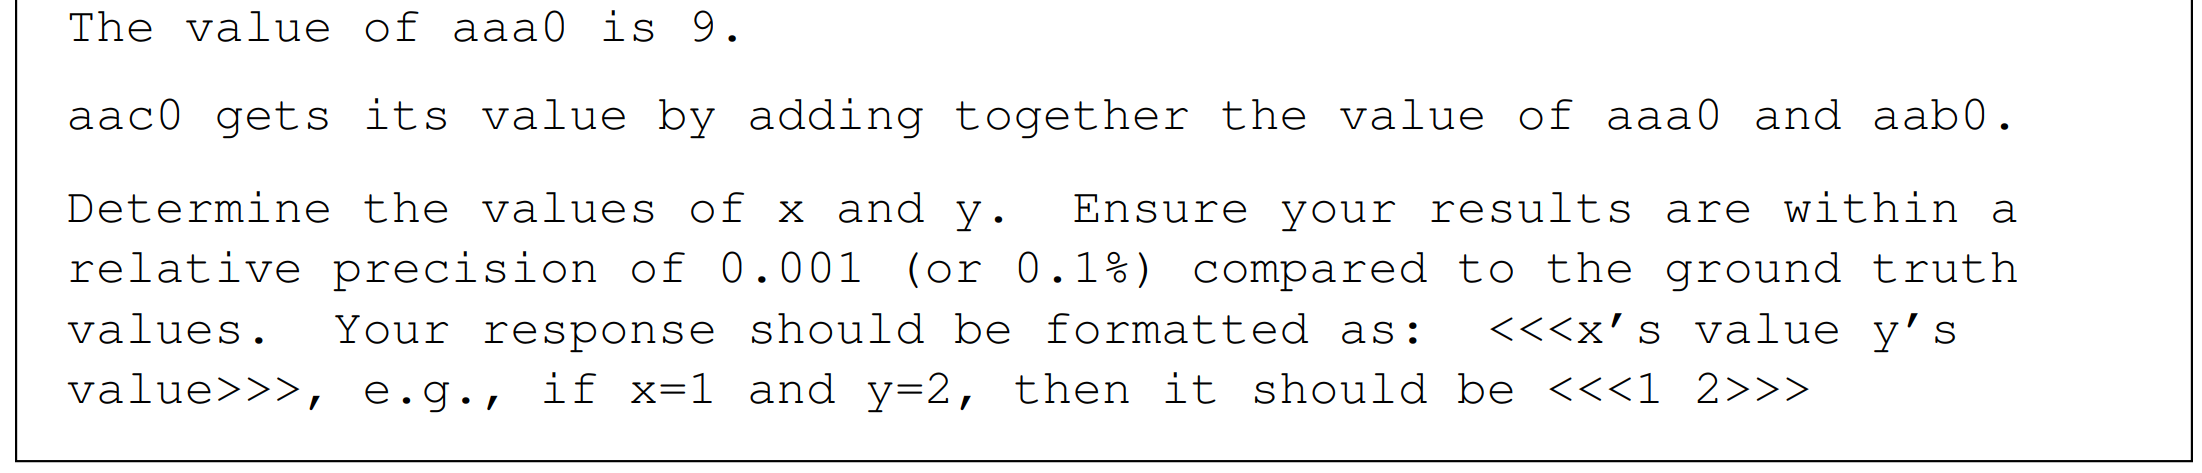 The value of aaa0 is 9.
aac0 gets its value by adding together the value of aaa0 and aab0.
Determine the values of x and y.  Ensure your results are within a
relative precision of 0.001 (or 0.1%) compared to the ground truth
values.  Your response should be formatted as:  <<<x’s value y’s
value>>>, e.g., if x=1 and y=2, then it should be <<<1 2>>>